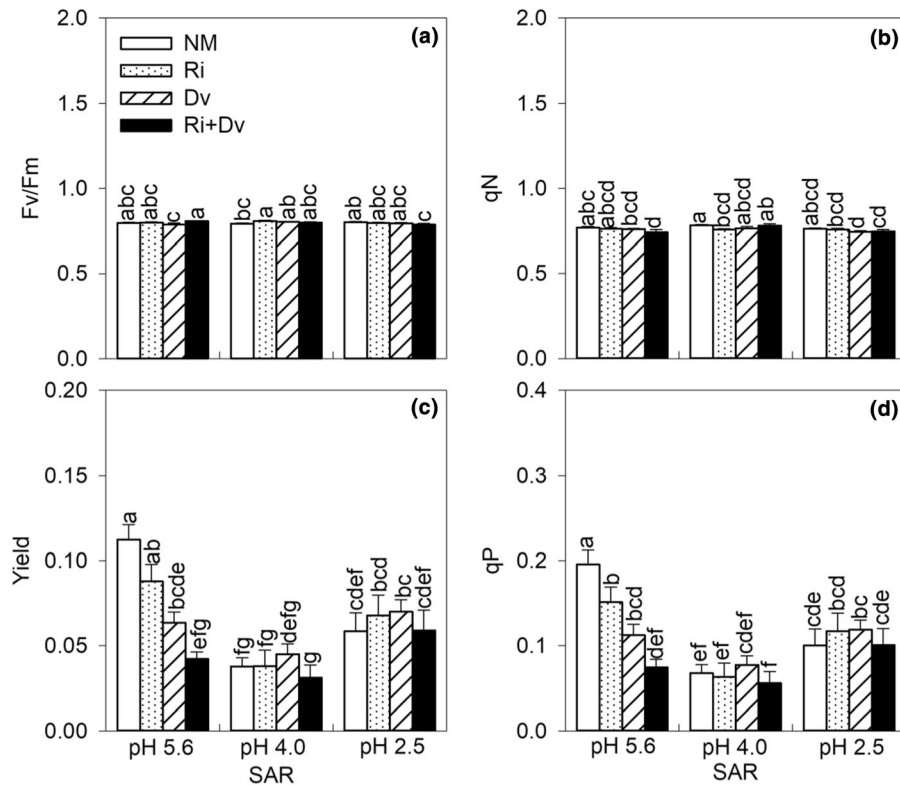 (a)
NM
Ri
Dv
Ri+Dv
2.0
1.5
1.0
0.5
0.0
Fv/Fm
abc abc c a bc a ab abc ab abc abc c
(b)
2.0
1.5
1.0
0.5
0.0
qN
abc abcd bcd d a bcd abcd ab abcd bcd d cd
(c)
0.20
0.15
0.10
0.05
0.00
Yield
a ab bcde efg fg fg defg g cdef bcd bc cdef
pH 5.6 pH 4.0 pH 2.5
SAR
(d)
0.4
0.3
0.2
0.1
0.0
qP
a b bcd def ef ef cdef f cde bcd bc cde
pH 5.6 pH 4.0 pH 2.5
SAR